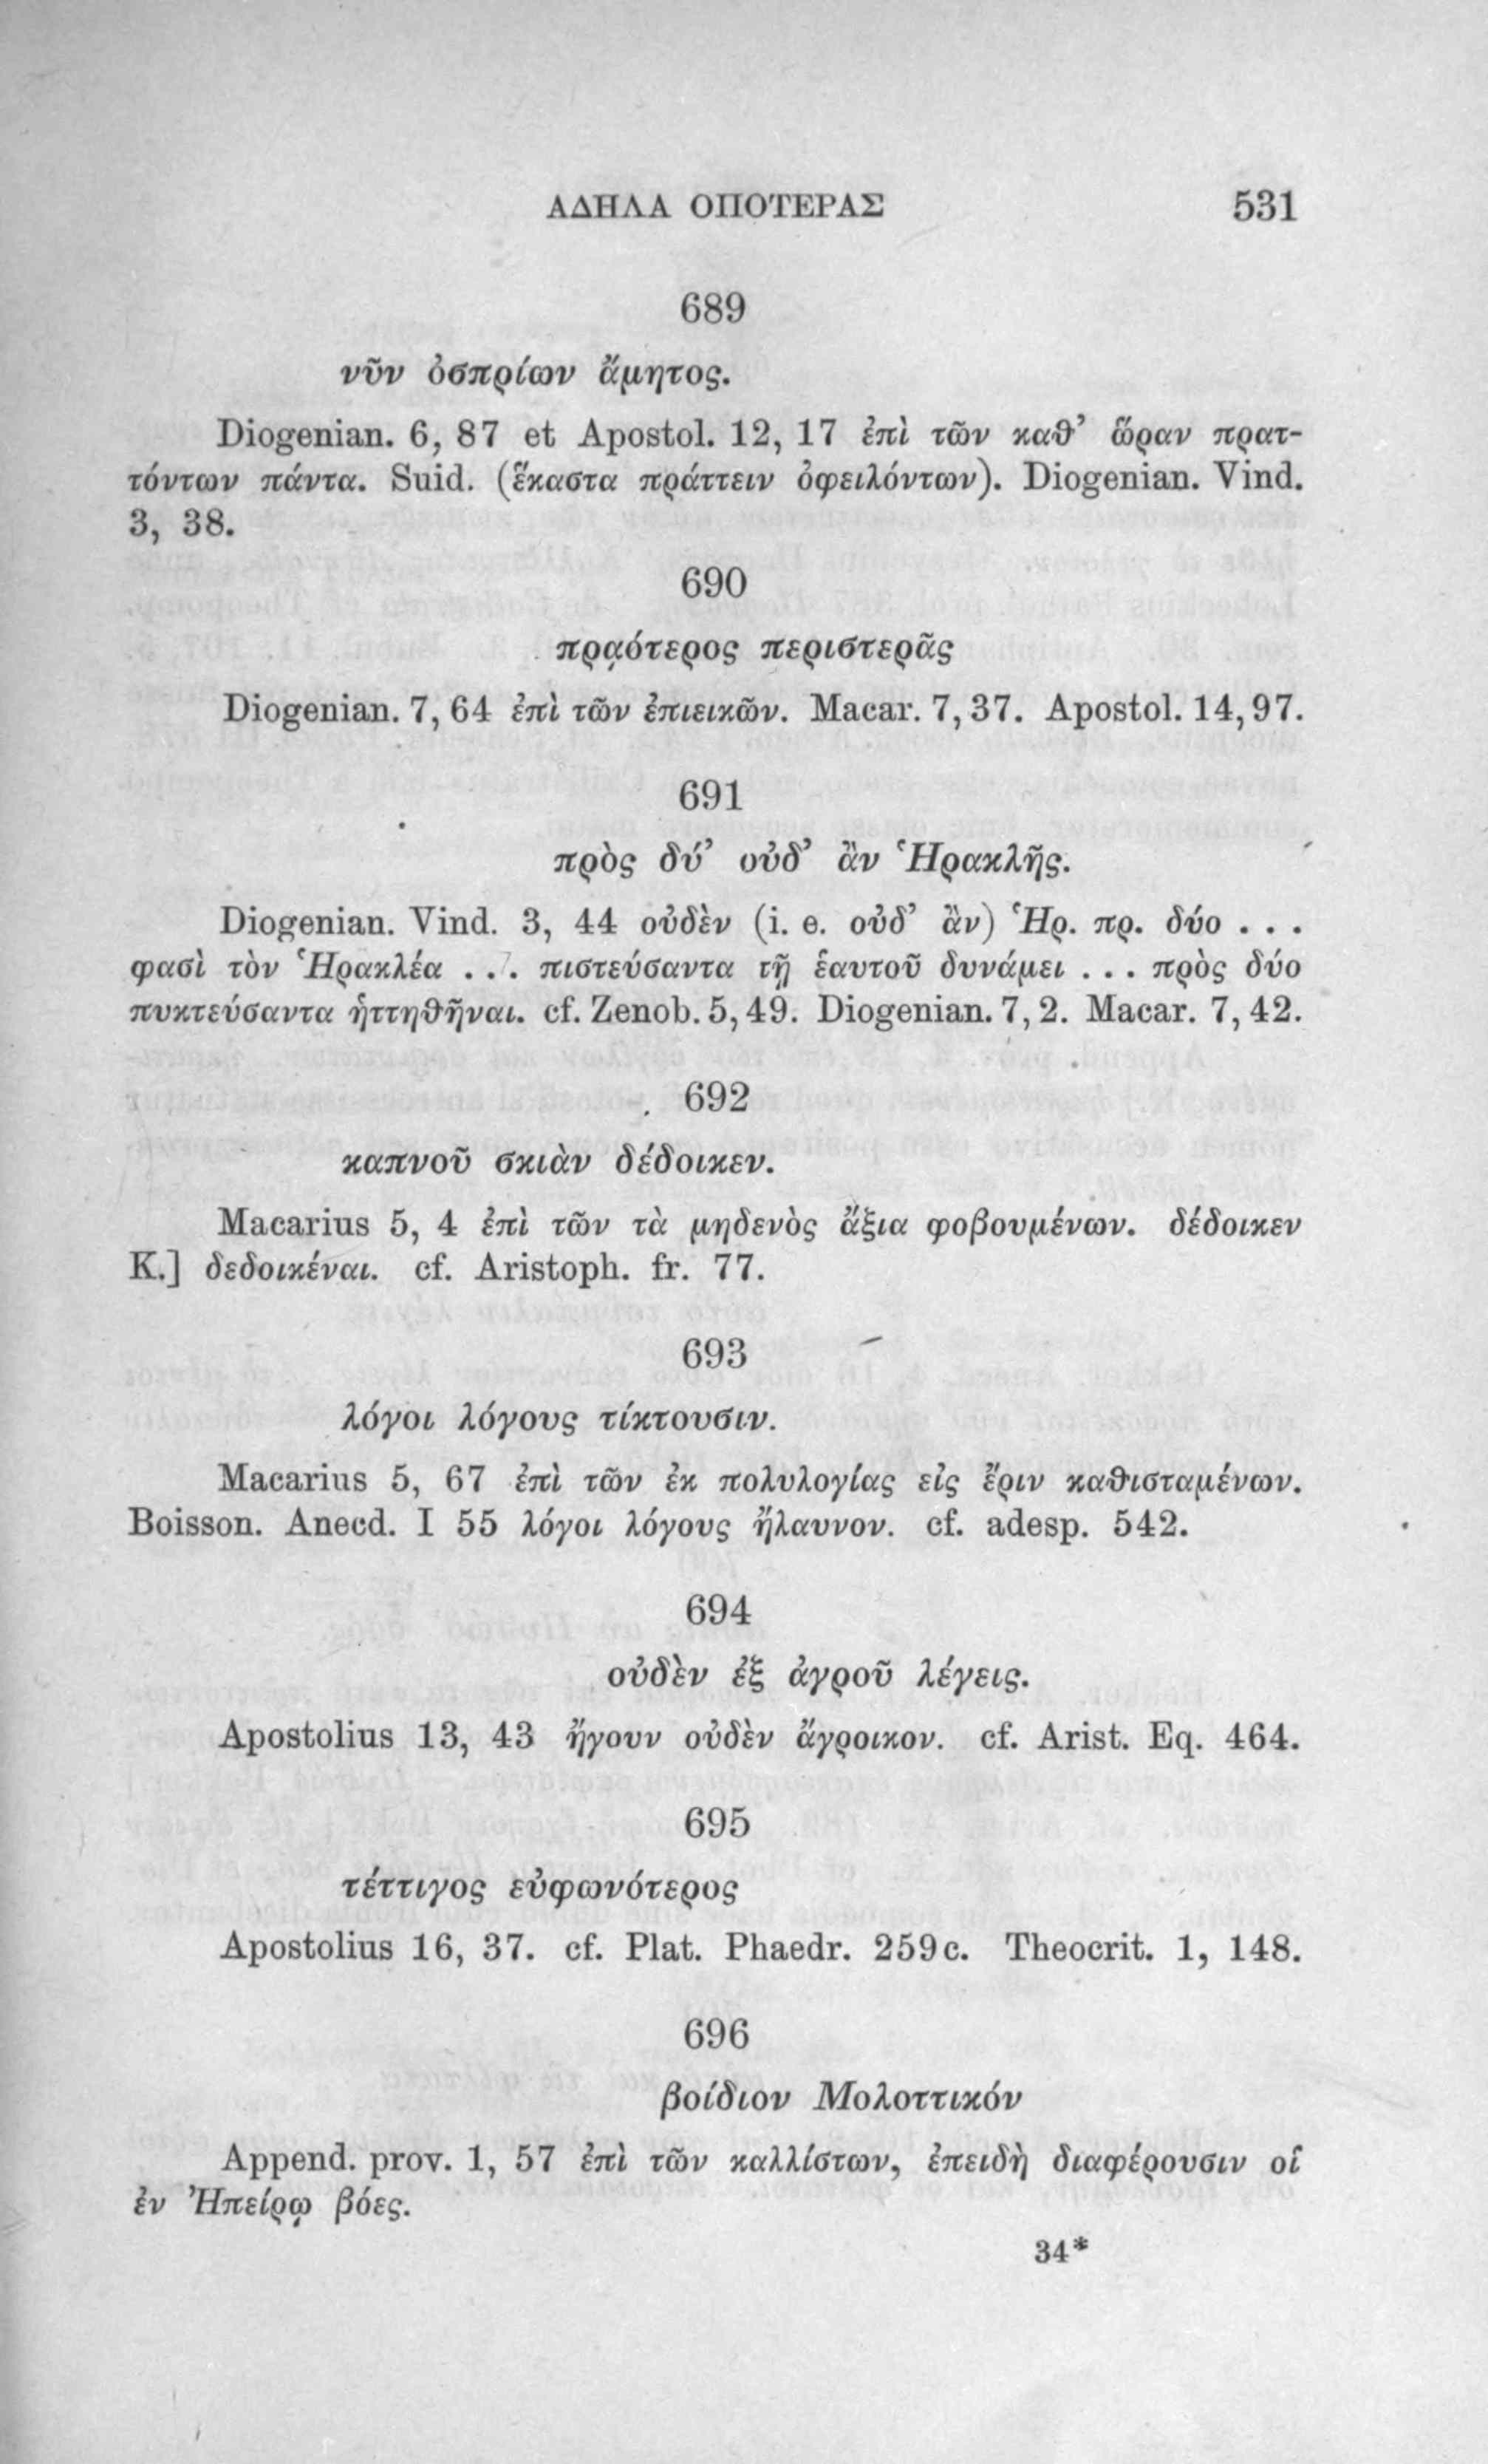 ΑΔΗΛΑ ΟΠΟΤΕΡΑΣ 531
689
νῦν ὀσπρίων ἄμητος.
Diogenian. 6, 87 et Apostol. 12, 17 ἐπὶ τῶν καθ’ ὥραν πρατ-
τόντων πάντα. Suid. (ἕκαστα πράττειν ὀφειλόντων). Diogenian. Vind.
3, 38.
690
πρᾳότερος περιστερᾶς
Diogenian. 7, 64 ἐπὶ τῶν ἐπιεικῶν. Macar. 7, 37. Apostol. 14, 97.
691
πρὸς δύ’ οὐδ’ ἂν Ἡρακλῆς.
Diogenian. Vind. 3, 44 οὐδὲν (i. e. οὐδ’ ἂν) Ἡρ. πρ. δύο . . .
φασὶ τὸν Ἡρακλέα . . . πιστεύσαντα τῇ ἑαυτοῦ δυνάμει . . . πρὸς δύο
πυκτεύσαντα ἡττηθῆναι. cf. Zenob. 5, 49. Diogenian. 7, 2. Macar. 7, 42.
692
καπνοῦ σκιὰν δέδοικεν.
Macarius 5, 4 ἐπὶ τῶν τὰ μηδενὸς ἄξια φοβουμένων. δέδοικεν
K.] δεδοικέναι. cf. Aristoph. fr. 77.
693
λόγοι λόγους τίκτουσιν.
Macarius 5, 67 ἐπὶ τῶν ἐκ πολυλογίας εἰς ἔριν καθισταμένων.
Boisson. Anecd. I 55 λόγοι λόγους ἤλαυνον. cf. adesp. 542.
694
οὐδὲν ἐξ ἀγροῦ λέγεις.
Apostolius 13, 43 ἤγουν οὐδὲν ἄγροικον. cf. Arist. Eq. 464.
695
τέττιγος εὐφωνότερος
Apostolius 16, 37. cf. Plat. Phaedr. 259c. Theocrit. 1, 148.
696
βοίδιον Μολοττικόν
Append. prov. 1, 57 ἐπὶ τῶν καλλίστων, ἐπειδὴ διαφέρουσιν οἱ
ἐν Ἠπείρῳ βόες.
34*